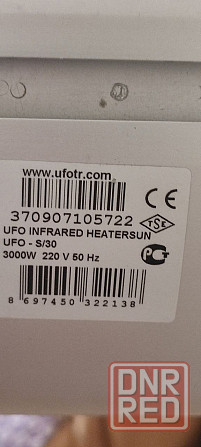 www.ufotr.com
370907105722
UFO INFRARED HEATERSUN
UFO - S/30
3000W 220 V 50 Hz
CE
TSE
PCT
8 697450 322138
DNR
RED